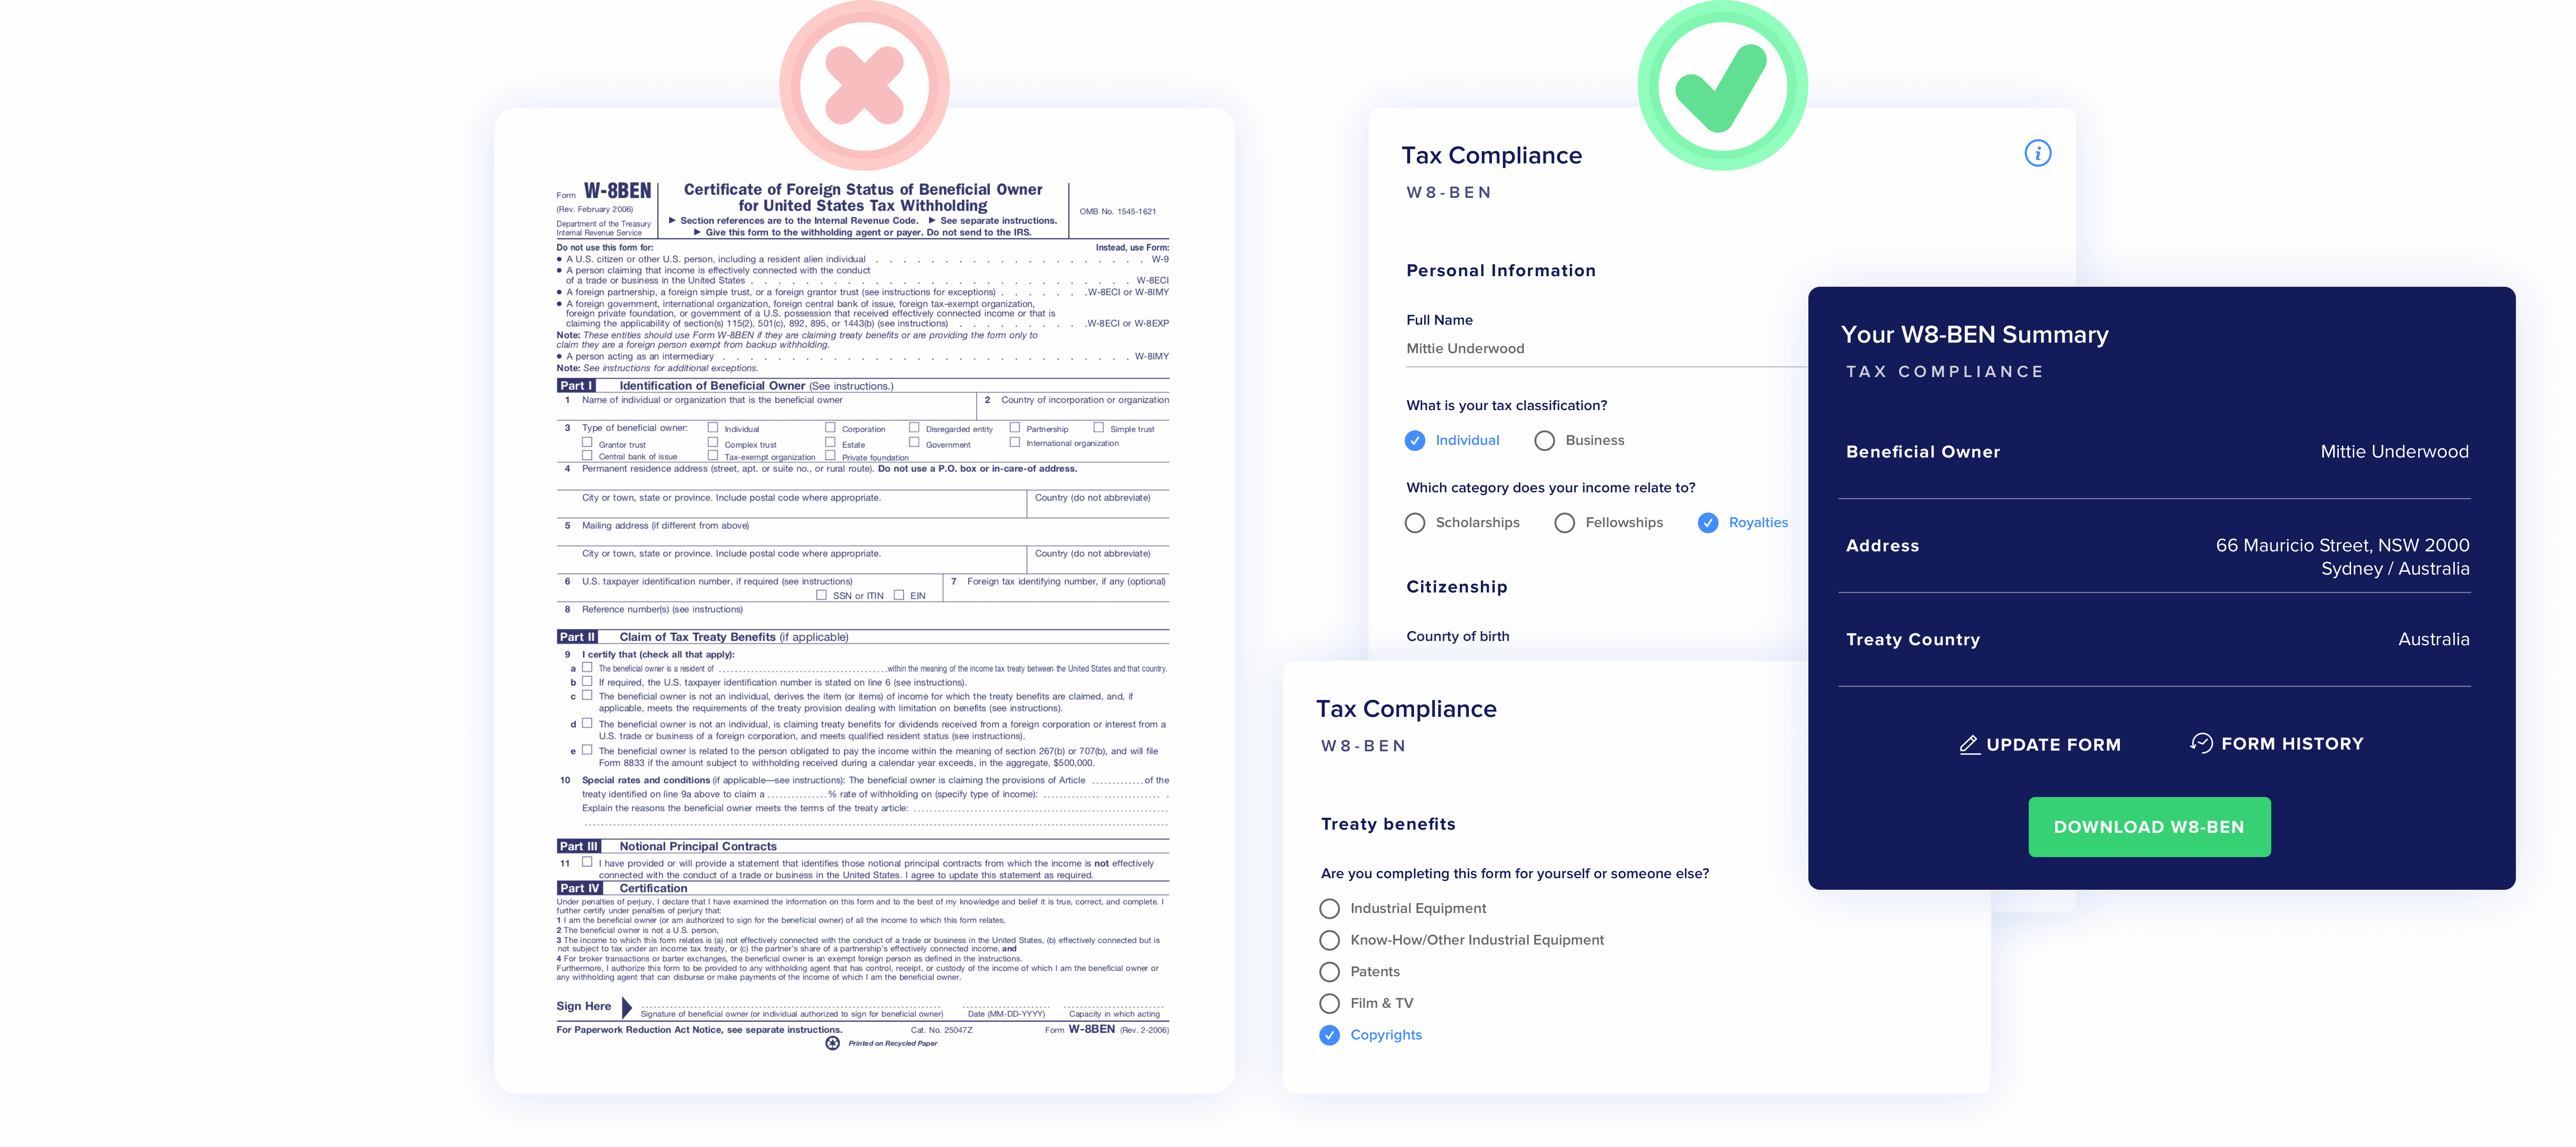 Form W-8BEN
(Rev. February 2006)
Department of the Treasury
Internal Revenue Service
Certificate of Foreign Status of Beneficial Owner
for United States Tax Withholding
▶ Section references are to the Internal Revenue Code. ▶ See separate instructions.
▶ Give this form to the withholding agent or payer. Do not send to the IRS.
OMB No. 1545-1621
Do not use this form for: Instead, use Form:
● A U.S. citizen or other U.S. person, including a resident alien individual . . . . . . . . . . . . . . . . . . . W-9
● A person claiming that income is effectively connected with the conduct
of a trade or business in the United States . . . . . . . . . . . . . . . . . . . . . . . . . . . W-8ECI
● A foreign partnership, a foreign simple trust, or a foreign grantor trust (see instructions for exceptions) . . . . . . .W-8ECI or W-8IMY
● A foreign government, international organization, foreign central bank of issue, foreign tax-exempt organization,
foreign private foundation, or government of a U.S. possession that received effectively connected income or that is
claiming the applicability of section(s) 115(2), 501(c), 892, 895, or 1443(b) (see instructions) . . . . . . . . . .W-8ECI or W-8EXP
Note: These entities should use Form W-8BEN if they are claiming treaty benefits or are providing the form only to
claim they are a foreign person exempt from backup withholding.
● A person acting as an intermediary . . . . . . . . . . . . . . . . . . . . . . . . . . . . . W-8IMY
Note: See instructions for additional exceptions.
Part I Identification of Beneficial Owner (See instructions.)
1 Name of individual or organization that is the beneficial owner
2 Country of incorporation or organization
3 Type of beneficial owner: Individual Corporation Disregarded entity Partnership Simple trust
Grantor trust Complex trust Estate Government International organization
Central bank of issue Tax-exempt organization Private foundation
4 Permanent residence address (street, apt. or suite no., or rural route). Do not use a P.O. box or in-care-of address.
City or town, state or province. Include postal code where appropriate. Country (do not abbreviate)
5 Mailing address (if different from above)
City or town, state or province. Include postal code where appropriate. Country (do not abbreviate)
6 U.S. taxpayer identification number, if required (see instructions)
SSN or ITIN EIN
7 Foreign tax identifying number, if any (optional)
8 Reference number(s) (see instructions)
Part II Claim of Tax Treaty Benefits (if applicable)
9 I certify that (check all that apply):
a The beneficial owner is a resident of within the meaning of the income tax treaty between the United States and that country.
b If required, the U.S. taxpayer identification number is stated on line 6 (see instructions).
c The beneficial owner is not an individual, derives the item (or items) of income for which the treaty benefits are claimed, and, if
applicable, meets the requirements of the treaty provision dealing with limitation on benefits (see instructions).
d The beneficial owner is not an individual, is claiming treaty benefits for dividends received from a foreign corporation or interest from a
U.S. trade or business of a foreign corporation, and meets qualified resident status (see instructions).
e The beneficial owner is related to the person obligated to pay the income within the meaning of section 267(b) or 707(b), and will file
Form 8833 if the amount subject to withholding received during a calendar year exceeds, in the aggregate, $500,000.
10 Special rates and conditions (if applicable—see instructions): The beneficial owner is claiming the provisions of Article of the
treaty identified on line 9a above to claim a % rate of withholding on (specify type of income): .
Explain the reasons the beneficial owner meets the terms of the treaty article:
Part III Notional Principal Contracts
11 I have provided or will provide a statement that identifies those notional principal contracts from which the income is not effectively
connected with the conduct of a trade or business in the United States. I agree to update this statement as required.
Part IV Certification
Under penalties of perjury, I declare that I have examined the information on this form and to the best of my knowledge and belief it is true, correct, and complete. I
further certify under penalties of perjury that:
1 I am the beneficial owner (or am authorized to sign for the beneficial owner) of all the income to which this form relates,
2 The beneficial owner is not a U.S. person,
3 The income to which this form relates is (a) not effectively connected with the conduct of a trade or business in the United States, (b) effectively connected but is
not subject to tax under an income tax treaty, or (c) the partner's share of a partnership's effectively connected income, and
4 For broker transactions or barter exchanges, the beneficial owner is an exempt foreign person as defined in the instructions.
Furthermore, I authorize this form to be provided to any withholding agent that has control, receipt, or custody of the income of which I am the beneficial owner or
any withholding agent that can disburse or make payments of the income of which I am the beneficial owner.
Sign Here
Signature of beneficial owner (or individual authorized to sign for beneficial owner) Date (MM-DD-YYYY) Capacity in which acting
For Paperwork Reduction Act Notice, see separate instructions. Cat. No. 25047Z Form W-8BEN (Rev. 2-2006)
Printed on Recycled Paper
Tax Compliance
W8-BEN
Personal Information
Full Name
Mittie Underwood
What is your tax classification?
Individual Business
Which category does your income relate to?
Scholarships Fellowships Royalties
Citizenship
Counrty of birth
Tax Compliance
W8-BEN
Treaty benefits
Are you completing this form for yourself or someone else?
Industrial Equipment
Know-How/Other Industrial Equipment
Patents
Film & TV
Copyrights
Your W8-BEN Summary
TAX COMPLIANCE
Beneficial Owner Mittie Underwood
Address 66 Mauricio Street, NSW 2000
Sydney / Australia
Treaty Country Australia
UPDATE FORM FORM HISTORY
DOWNLOAD W8-BEN